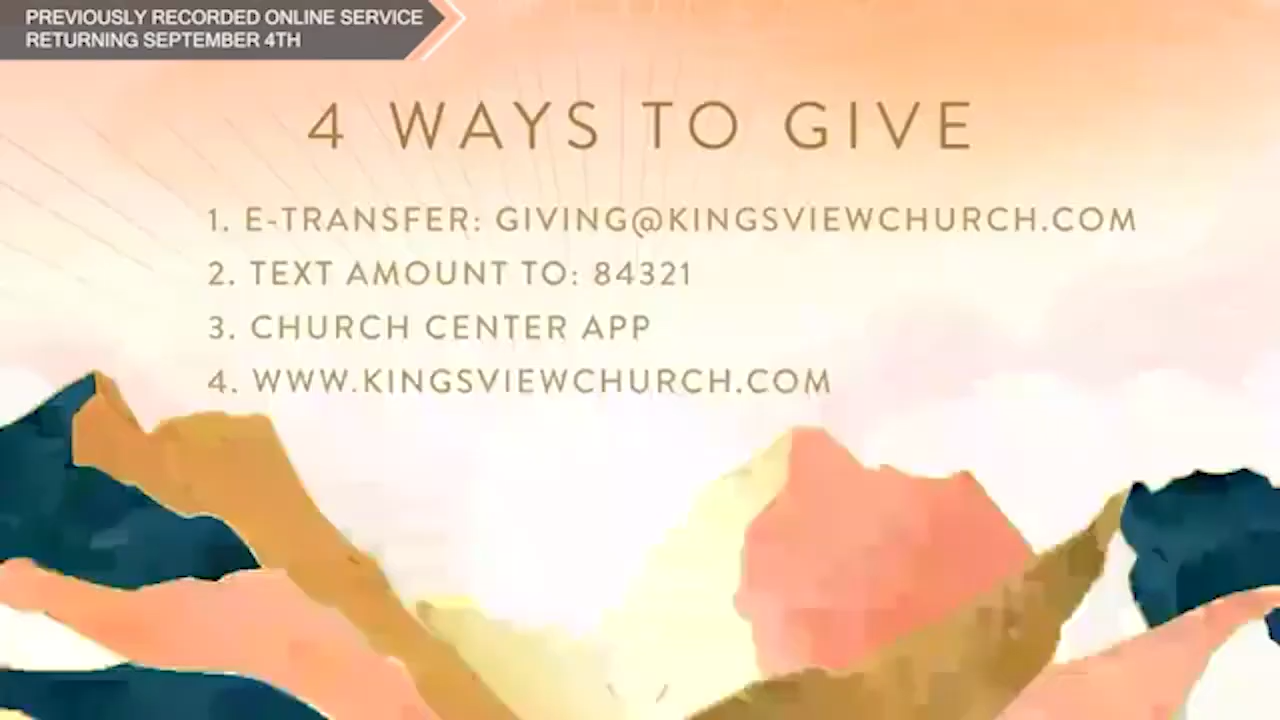 PREVIOUSLY RECORDED ONLINE SERVICE
RETURNING SEPTEMBER 4TH
4 WAYS TO GIVE
1. E-TRANSFER: GIVING@KINGSVIEWCHURCH.COM
2. TEXT AMOUNT TO: 84321
3. CHURCH CENTER APP
4. WWW.KINGSVIEWCHURCH.COM